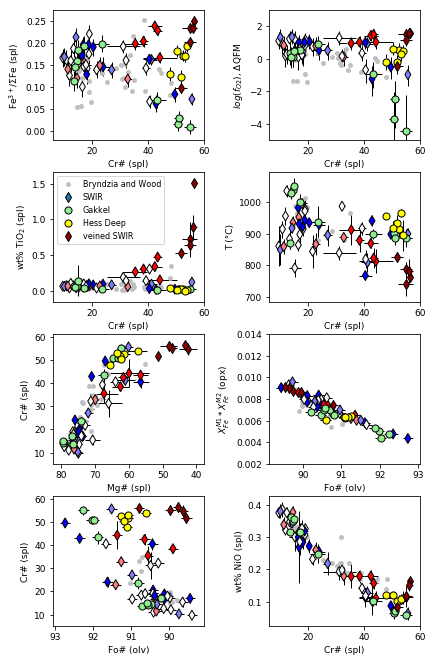 Fe³⁺/ΣFe (spl)
0.25
0.20
0.15
0.10
0.05
0.00
20 40 60
Cr# (spl)
log(fO2), ΔQFM
2
0
−2
−4
20 40 60
Cr# (spl)
wt% TiO₂ (spl)
1.5
1.0
0.5
0.0
Bryndzia and Wood
SWIR
Gakkel
Hess Deep
veined SWIR
20 40 60
Cr# (spl)
T (°C)
1000
900
800
700
20 40 60
Cr# (spl)
Cr# (spl)
60
50
40
30
20
10
80 70 60 50 40
Mg# (spl)
X_Fe^M1 * X_Fe^M2 (opx)
0.014
0.012
0.010
0.008
0.006
0.004
0.002
90 91 92 93
Fo# (olv)
Cr# (spl)
60
50
40
30
20
10
93 92 91 90
Fo# (olv)
wt% NiO (spl)
0.4
0.3
0.2
0.1
20 40 60
Cr# (spl)